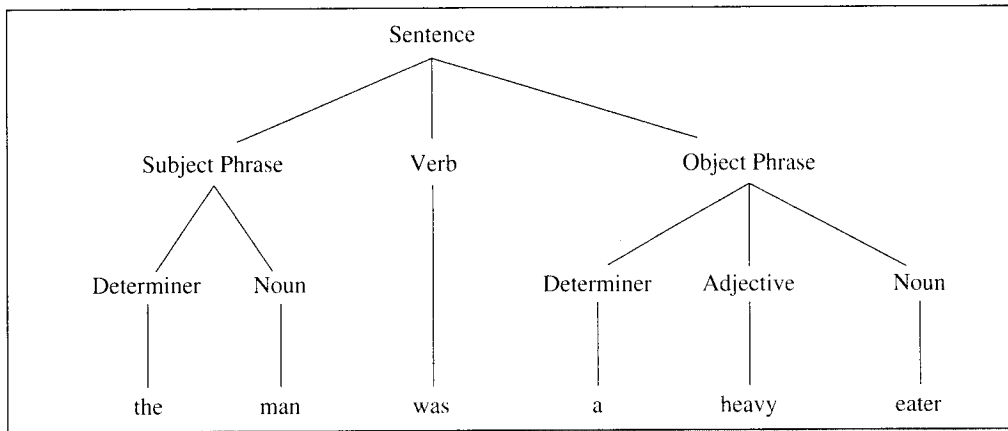 Sentence
Subject Phrase Verb Object Phrase
Determiner Noun Determiner Adjective Noun
the man was a heavy eater